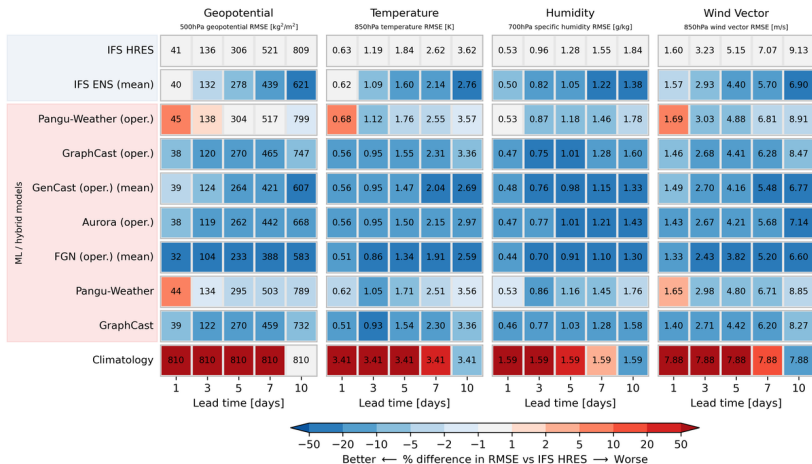 Geopotential Temperature Humidity Wind Vector
500hPa geopotential RMSE [kg²/m²] 850hPa temperature RMSE [K] 700hPa specific humidity RMSE [g/kg] 850hPa wind vector RMSE [m/s]
IFS HRES 41 136 306 521 809 0.63 1.19 1.84 2.62 3.62 0.53 0.96 1.28 1.55 1.84 1.60 3.23 5.15 7.07 9.13
IFS ENS (mean) 40 132 278 439 621 0.62 1.09 1.60 2.14 2.76 0.50 0.82 1.05 1.22 1.38 1.57 2.93 4.40 5.70 6.90
Pangu-Weather (oper.) 45 138 304 517 799 0.68 1.12 1.76 2.55 3.57 0.53 0.87 1.18 1.46 1.78 1.69 3.03 4.88 6.81 8.91
GraphCast (oper.) 38 120 270 465 747 0.56 0.95 1.55 2.31 3.36 0.47 0.75 1.01 1.28 1.60 1.46 2.68 4.41 6.28 8.47
GenCast (oper.) (mean) 39 124 264 421 607 0.56 0.95 1.47 2.04 2.69 0.48 0.76 0.98 1.15 1.33 1.49 2.70 4.16 5.48 6.77
Aurora (oper.) 38 119 262 442 668 0.56 0.95 1.50 2.15 2.97 0.47 0.77 1.01 1.21 1.43 1.43 2.67 4.21 5.68 7.14
FGN (oper.) (mean) 32 104 233 388 583 0.51 0.86 1.34 1.91 2.59 0.44 0.70 0.91 1.10 1.30 1.33 2.43 3.82 5.20 6.60
Pangu-Weather 44 134 295 503 789 0.62 1.05 1.71 2.51 3.56 0.53 0.86 1.16 1.45 1.76 1.65 2.98 4.80 6.71 8.85
GraphCast 39 122 270 459 732 0.51 0.93 1.54 2.30 3.36 0.46 0.77 1.03 1.28 1.58 1.40 2.71 4.42 6.20 8.27
Climatology 810 810 810 810 810 3.41 3.41 3.41 3.41 3.41 1.59 1.59 1.59 1.59 1.59 7.88 7.88 7.88 7.88 7.88
ML / hybrid models
1 3 5 7 10 1 3 5 7 10 1 3 5 7 10 1 3 5 7 10
Lead time [days] Lead time [days] Lead time [days] Lead time [days]
−50 −20 −10 −5 −2 −1 1 2 5 10 20 50
Better ← % difference in RMSE vs IFS HRES → Worse